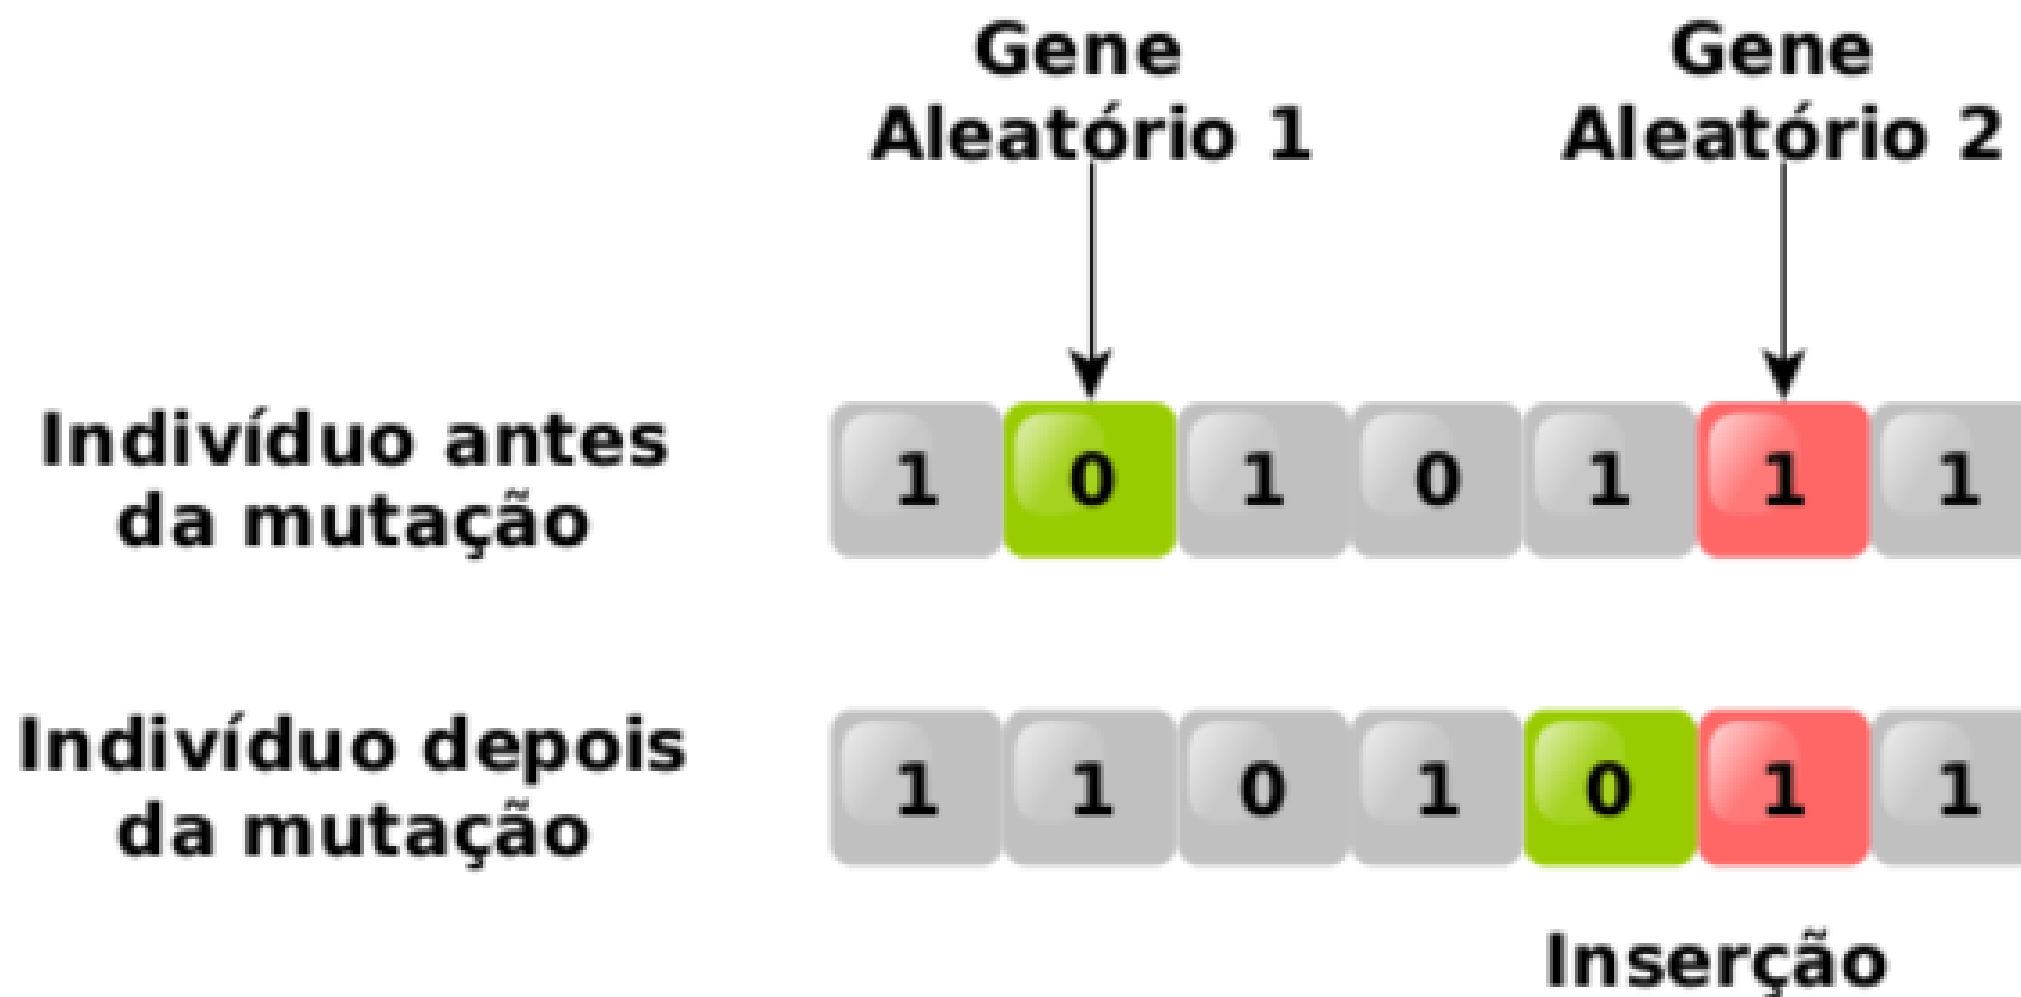 Gene
Aleatório 1
Gene
Aleatório 2
Indivíduo antes
da mutação
1 0 1 0 1 1 1
Indivíduo depois
da mutação
1 1 0 1 0 1 1
Inserção